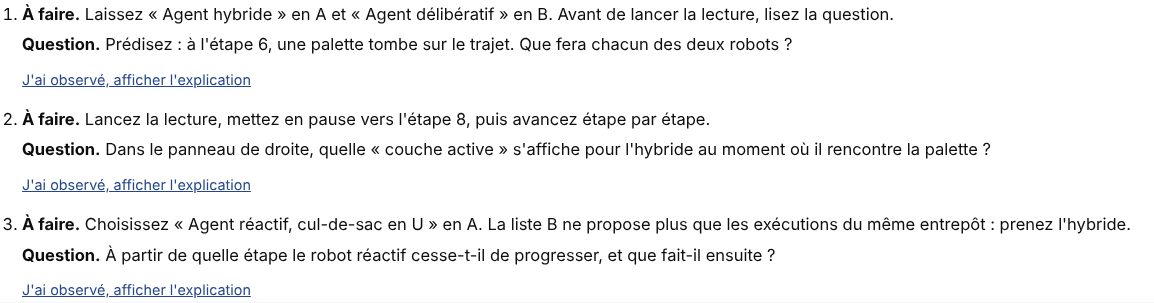 1. À faire. Laissez « Agent hybride » en A et « Agent délibératif » en B. Avant de lancer la lecture, lisez la question.
Question. Prédisez : à l'étape 6, une palette tombe sur le trajet. Que fera chacun des deux robots ?
J'ai observé, afficher l'explication
2. À faire. Lancez la lecture, mettez en pause vers l'étape 8, puis avancez étape par étape.
Question. Dans le panneau de droite, quelle « couche active » s'affiche pour l'hybride au moment où il rencontre la palette ?
J'ai observé, afficher l'explication
3. À faire. Choisissez « Agent réactif, cul-de-sac en U » en A. La liste B ne propose plus que les exécutions du même entrepôt : prenez l'hybride.
Question. À partir de quelle étape le robot réactif cesse-t-il de progresser, et que fait-il ensuite ?
J'ai observé, afficher l'explication